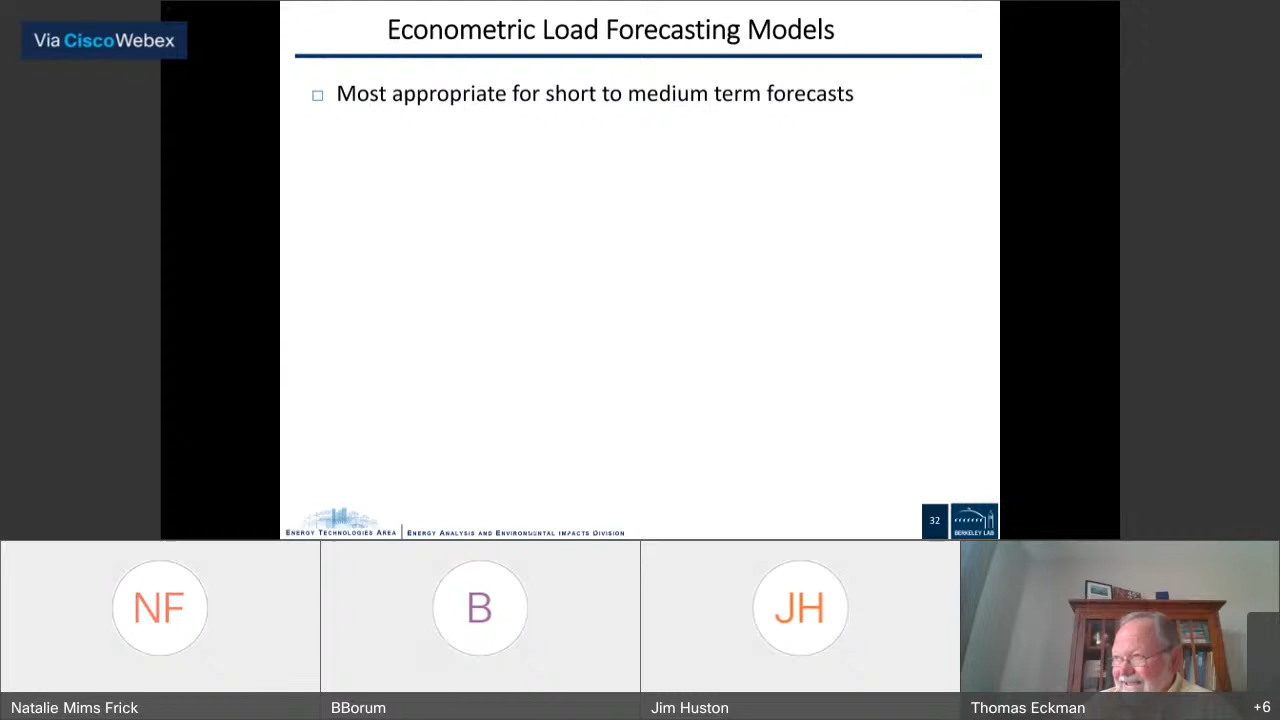 Via CiscoWebex
Econometric Load Forecasting Models
Most appropriate for short to medium term forecasts
ENERGY TECHNOLOGIES AREA
ENERGY ANALYSIS AND ENVIRONMENTAL IMPACTS DIVISION
32
BERKELEY LAB
NF
B
JH
Natalie Mims Frick
BBorum
Jim Huston
Thomas Eckman
+6